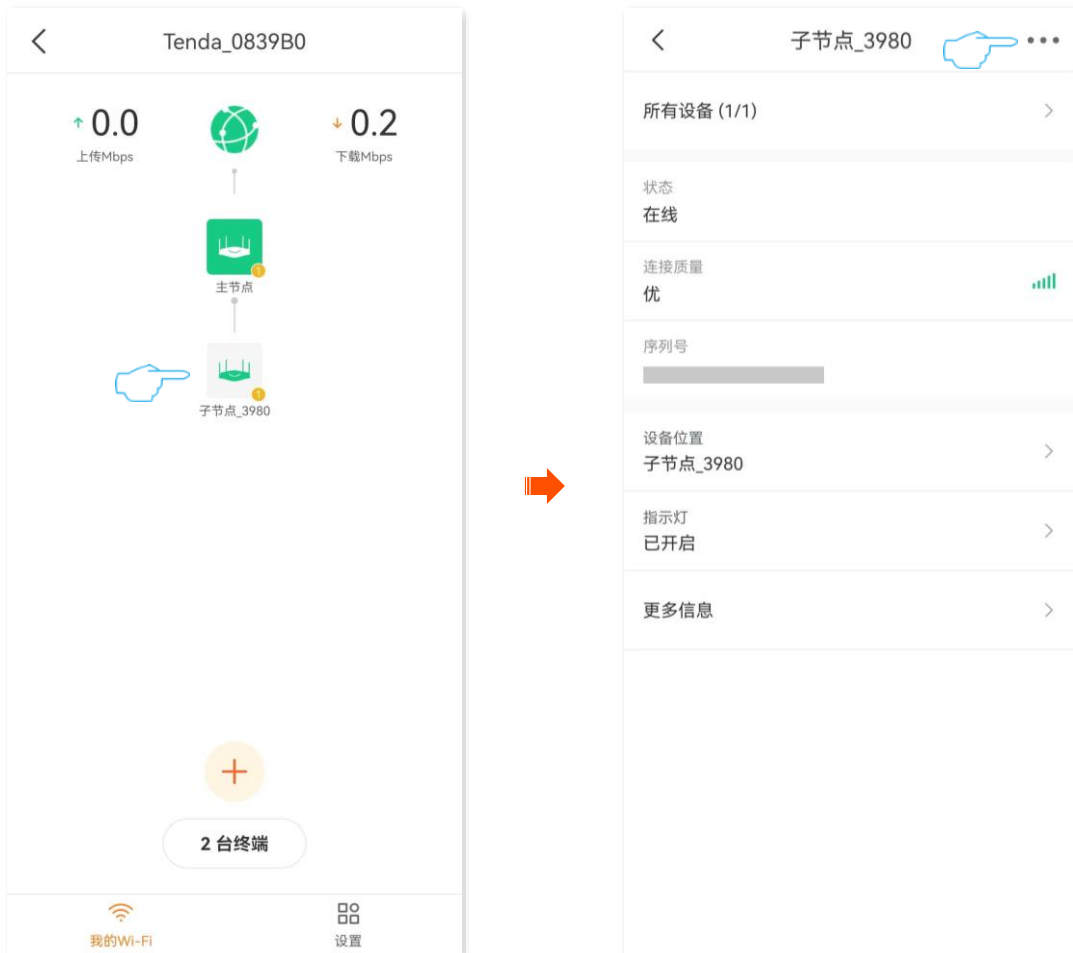 Tenda_0839B0
0.0
上传Mbps
0.2
下载Mbps
1
主节点
1
子节点_3980
2 台终端
我的Wi-Fi
设置
子节点_3980
所有设备 (1/1)
状态
在线
连接质量
优
序列号
设备位置
子节点_3980
指示灯
已开启
更多信息